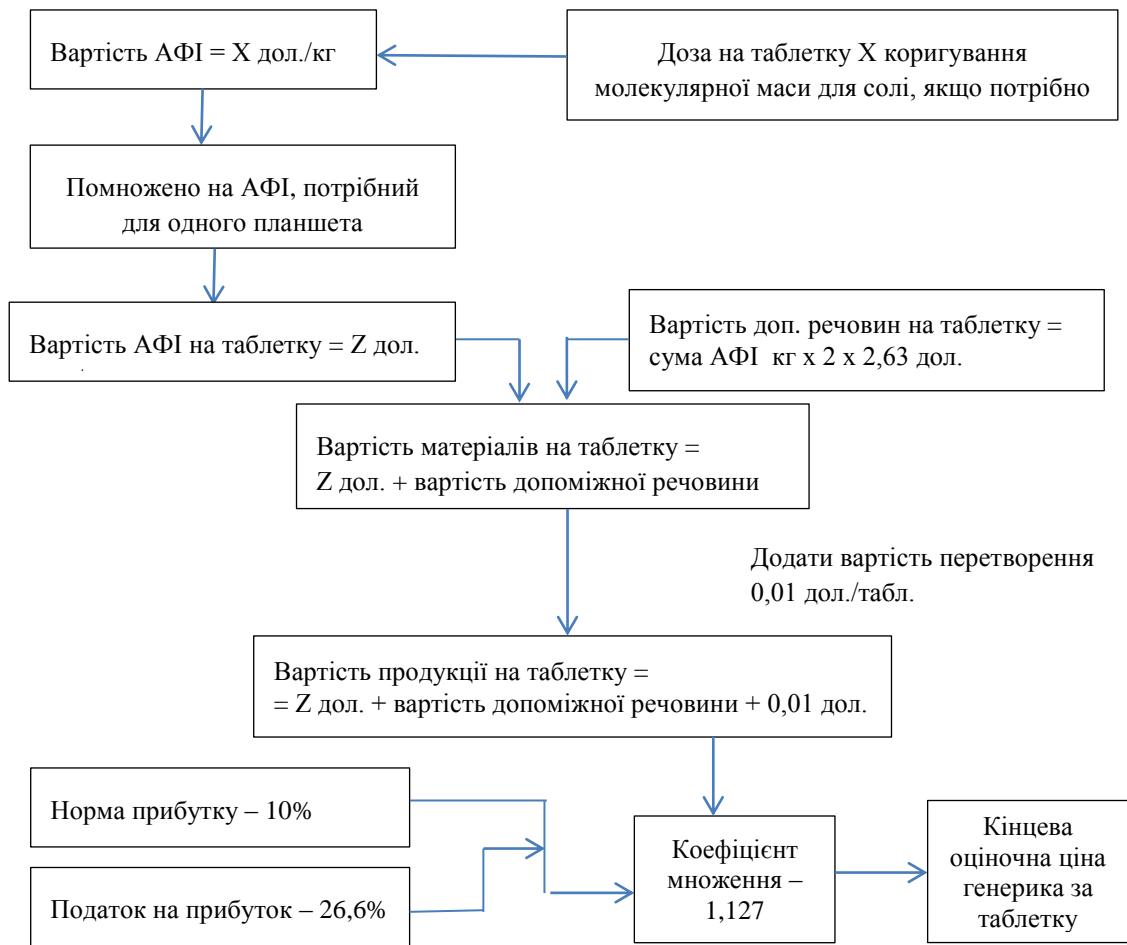 Вартість АФІ = X дол./кг
Доза на таблетку X коригування
молекулярної маси для солі, якщо потрібно
Помножено на АФІ, потрібний
для одного планшета
Вартість АФІ на таблетку = Z дол.
Вартість доп. речовин на таблетку =
сума АФІ кг х 2 х 2,63 дол.
Вартість матеріалів на таблетку =
Z дол. + вартість допоміжної речовини
Додати вартість перетворення
0,01 дол./табл.
Вартість продукції на таблетку =
= Z дол. + вартість допоміжної речовини + 0,01 дол.
Норма прибутку – 10%
Податок на прибуток – 26,6%
Коефіцієнт
множення –
1,127
Кінцева
оціночна ціна
генерика за
таблетку